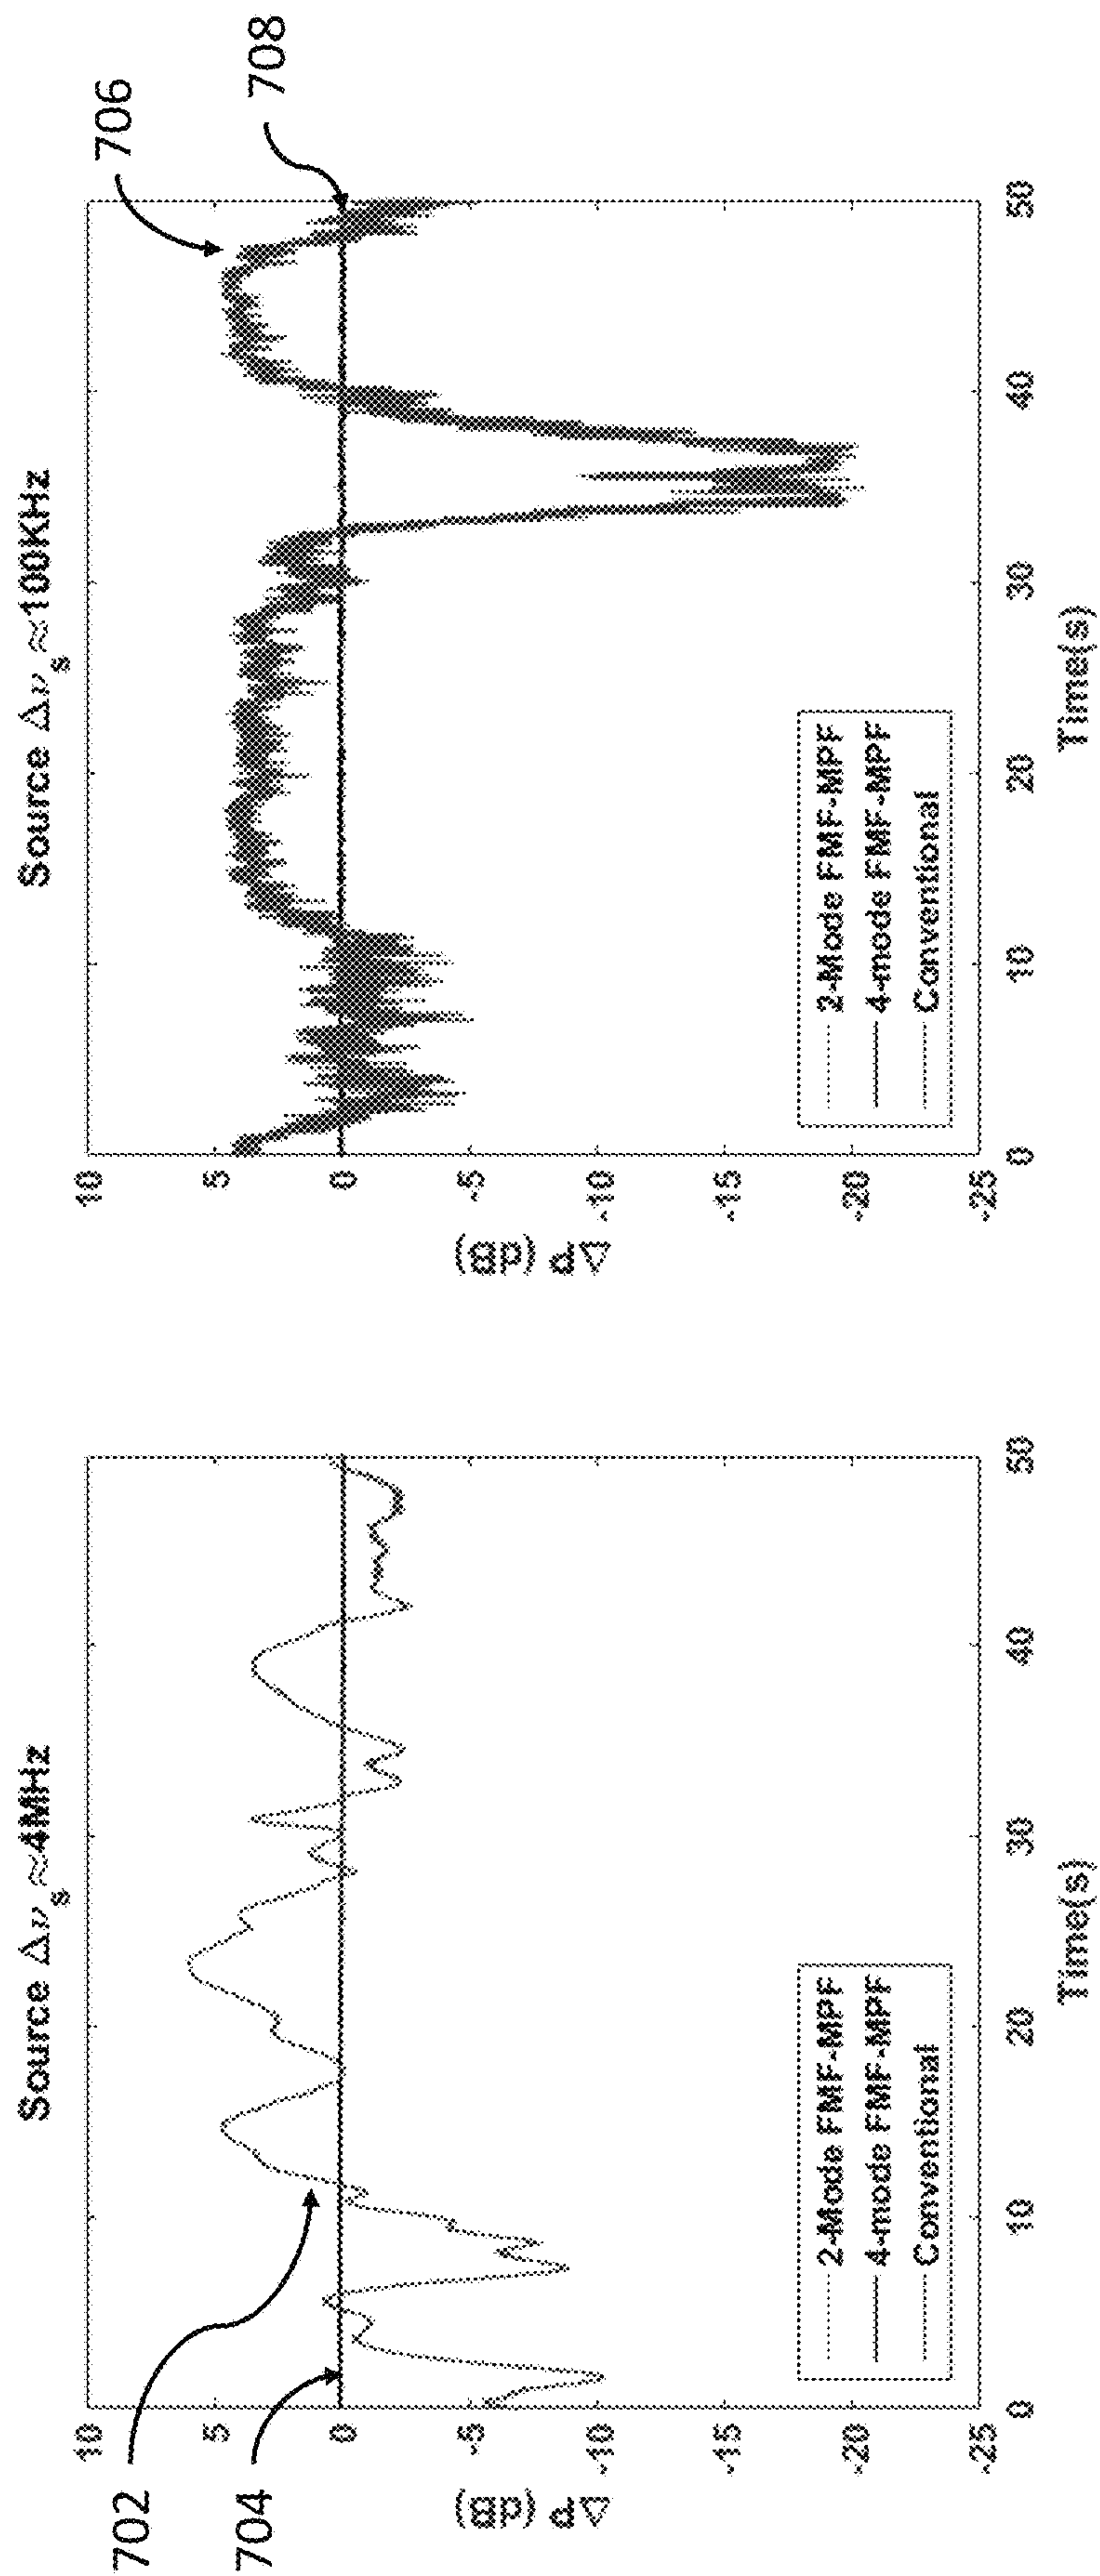 Source Δν s ≈4MHz
702
704
10
5
0
-5
-10
-15
-20
-25
ΔP (dB)
2-Mode FMF-MPF
4-mode FMF-MPF
Conventional
0
10
20
30
40
50
Time(s)
Source Δν s ≈100KHz
706
708
10
5
0
-5
-10
-15
-20
-25
ΔP (dB)
2-Mode FMF-MPF
4-mode FMF-MPF
Conventional
0
10
20
30
40
50
Time(s)